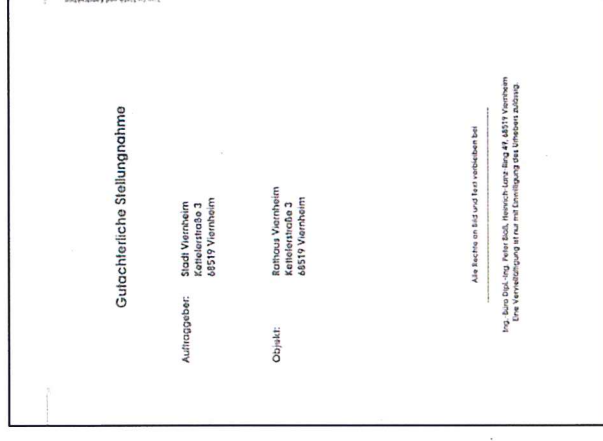 Gutachterliche Stellungnahme
Auftraggeber: Stadt Viernheim
Kettelerstraße 3
68519 Viernheim
Objekt: Rathaus Viernheim
Kettelerstraße 3
68519 Viernheim
Alle Rechte an Bild und Text verbleiben bei
Ing.-Büro Dipl.-Ing. Peter Heinrich-Lanz-Ring 49, 68519 Viernheim
Eine Vervielfältigung ist nur mit Einwilligung des Urhebers zulässig.